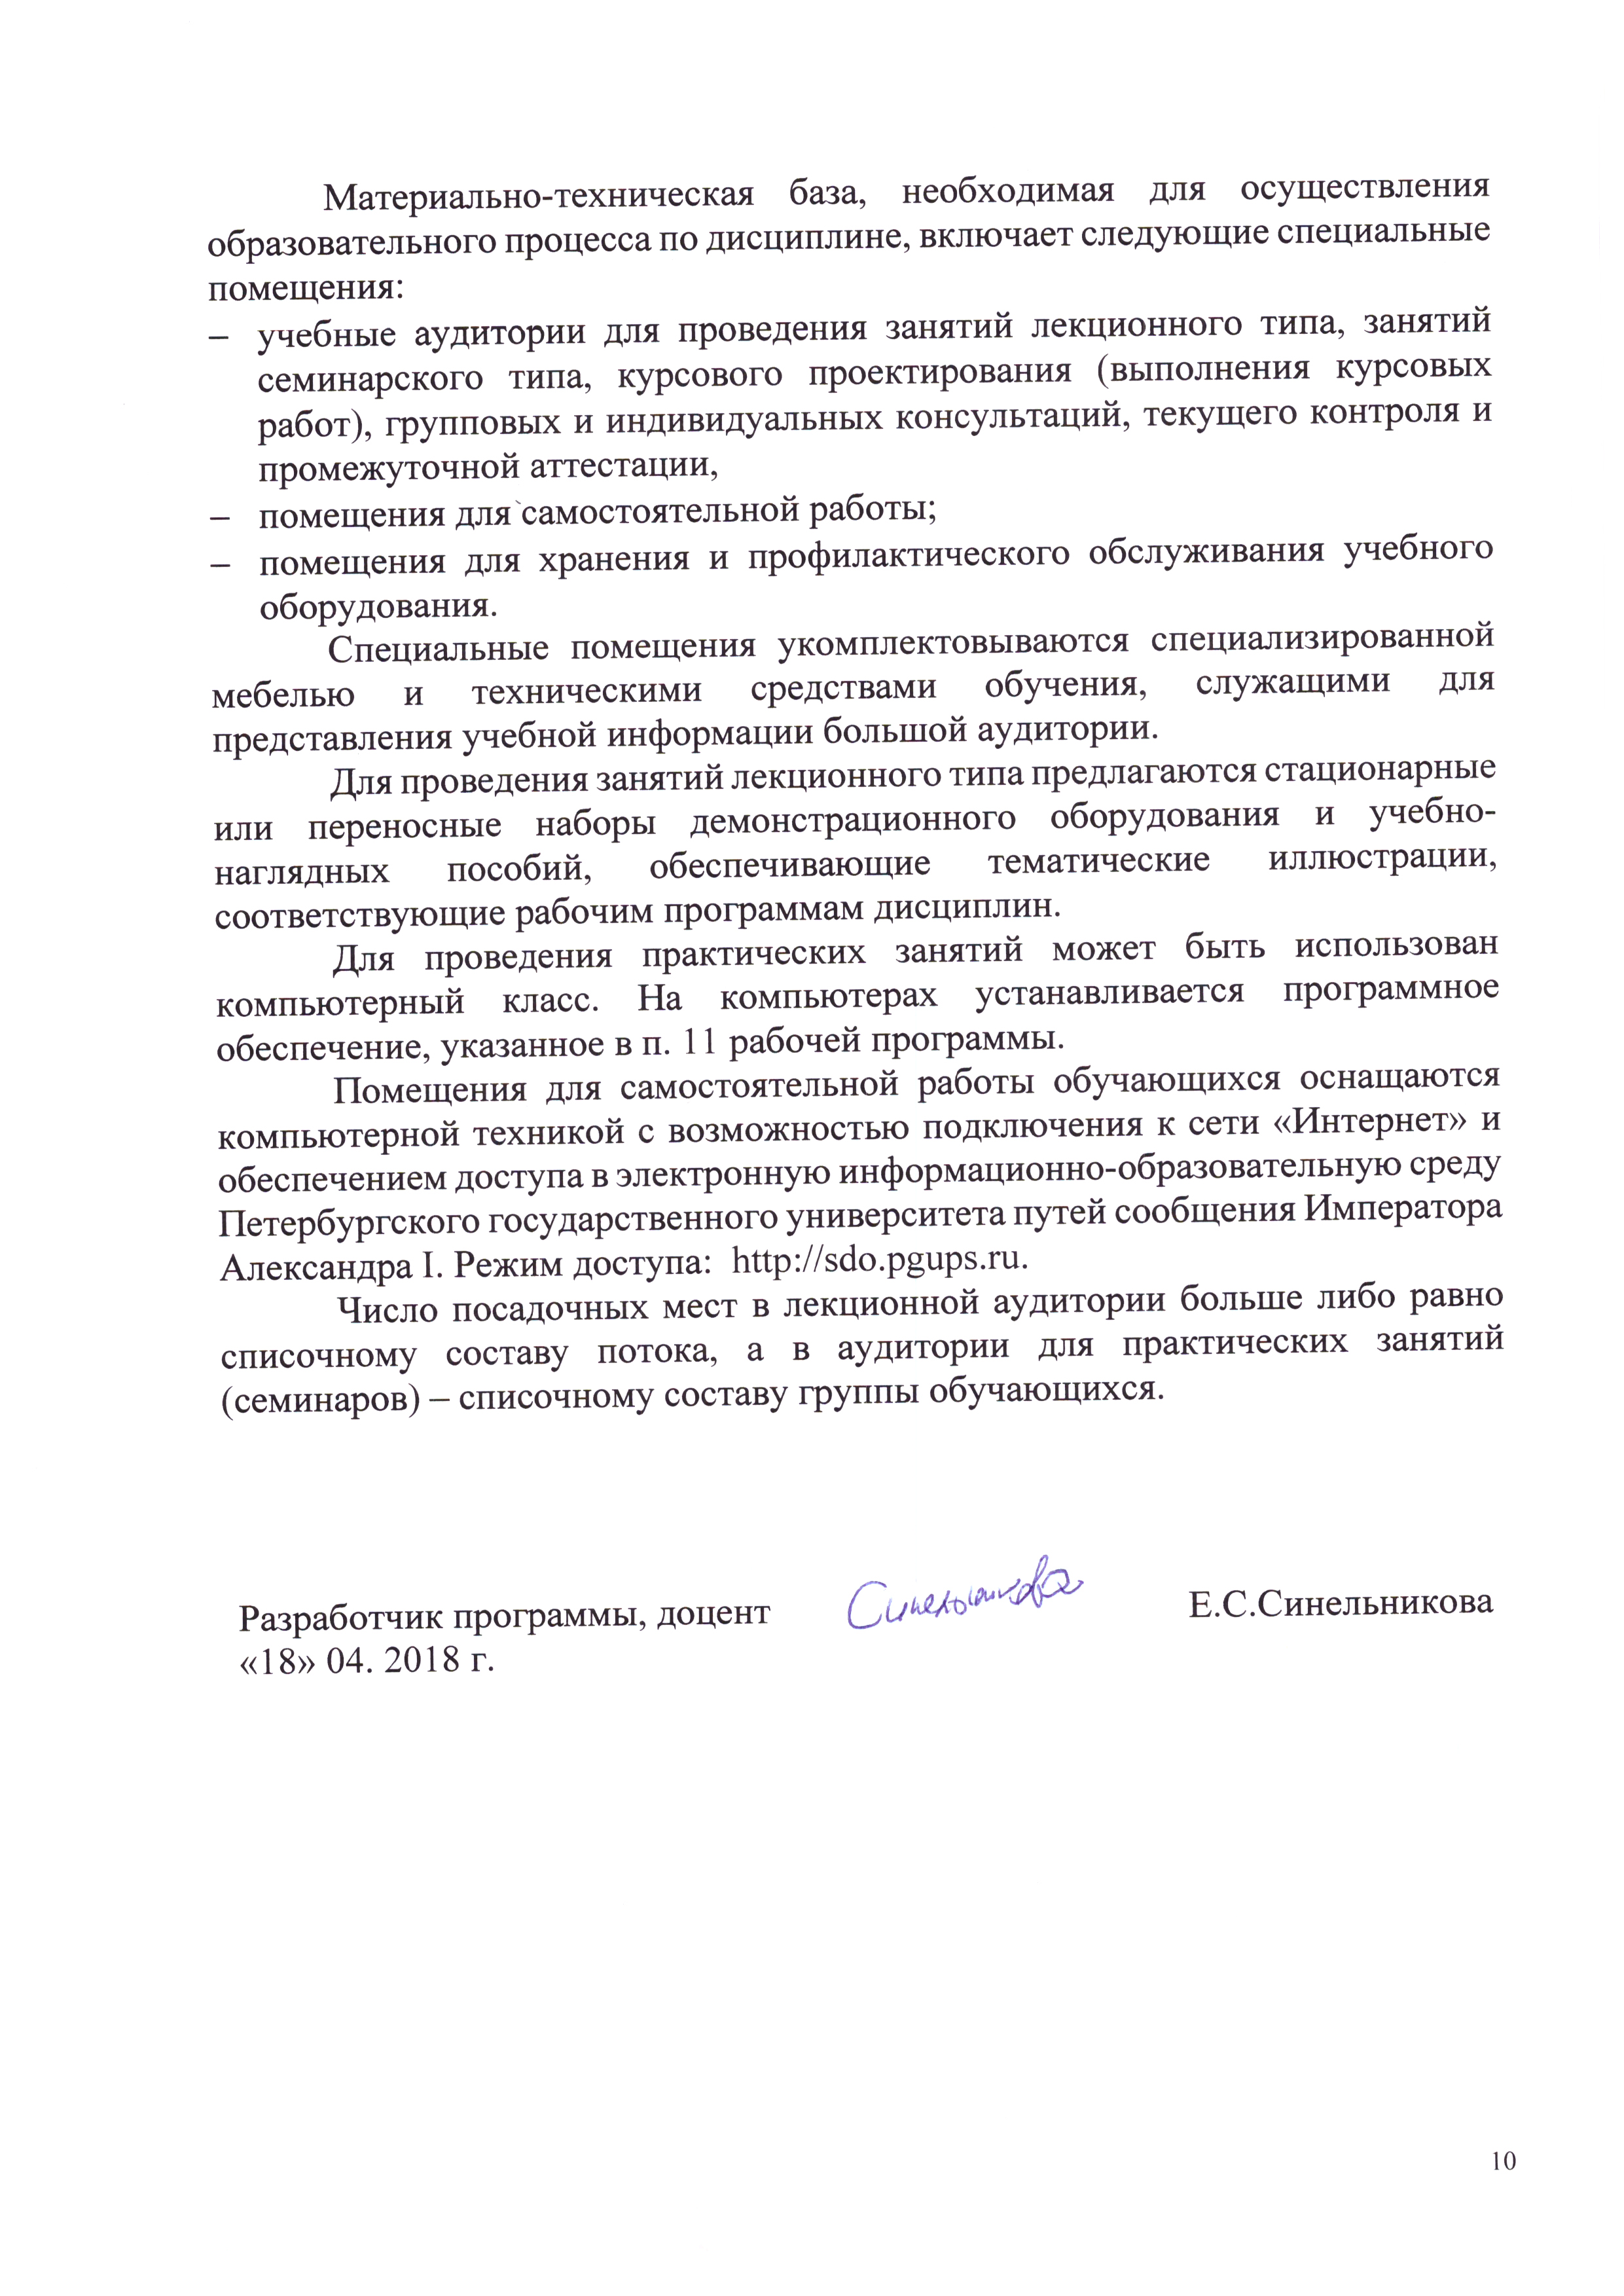 Материально-техническая база, необходимая для осуществления
образовательного процесса по дисциплине, включает следующие специальные
помещения:
– учебные аудитории для проведения занятий лекционного типа, занятий
семинарского типа, курсового проектирования (выполнения курсовых
работ), групповых и индивидуальных консультаций, текущего контроля и
промежуточной аттестации,
– помещения для самостоятельной работы;
– помещения для хранения и профилактического обслуживания учебного
оборудования.
Специальные помещения укомплектовываются специализированной
мебелью и техническими средствами обучения, служащими для
представления учебной информации большой аудитории.
Для проведения занятий лекционного типа предлагаются стационарные
или переносные наборы демонстрационного оборудования и учебно-
наглядных пособий, обеспечивающие тематические иллюстрации,
соответствующие рабочим программам дисциплин.
Для проведения практических занятий может быть использован
компьютерный класс. На компьютерах устанавливается программное
обеспечение, указанное в п. 11 рабочей программы.
Помещения для самостоятельной работы обучающихся оснащаются
компьютерной техникой с возможностью подключения к сети «Интернет» и
обеспечением доступа в электронную информационно-образовательную среду
Петербургского государственного университета путей сообщения Императора
Александра I. Режим доступа: http://sdo.pgups.ru.
Число посадочных мест в лекционной аудитории больше либо равно
списочному составу потока, а в аудитории для практических занятий
(семинаров) – списочному составу группы обучающихся.
Разработчик программы, доцент Синельникова Е.С.Синельникова
«18» 04. 2018 г.
10